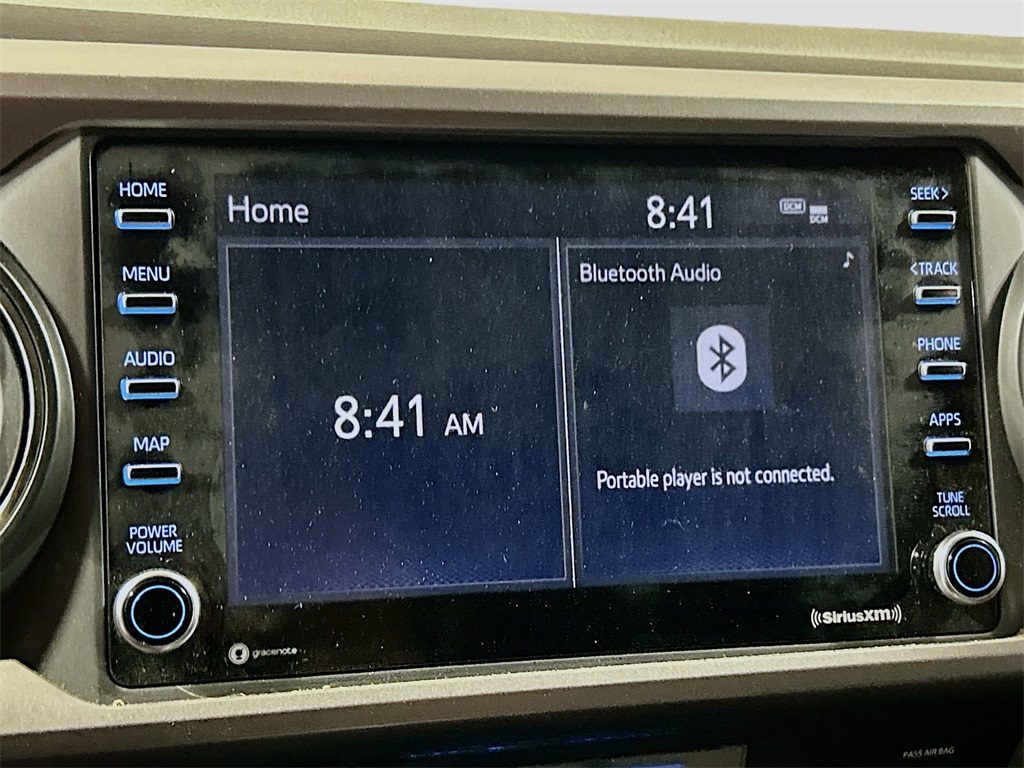 HOME
MENU
AUDIO
MAP
POWER
VOLUME
Home
8:41
DCM
DCM
8:41 AM
Bluetooth Audio
Portable player is not connected.
SEEK>
<TRACK
PHONE
APPS
TUNE
SCROLL
gracenote
SiriusXM
PASS AIR BAG